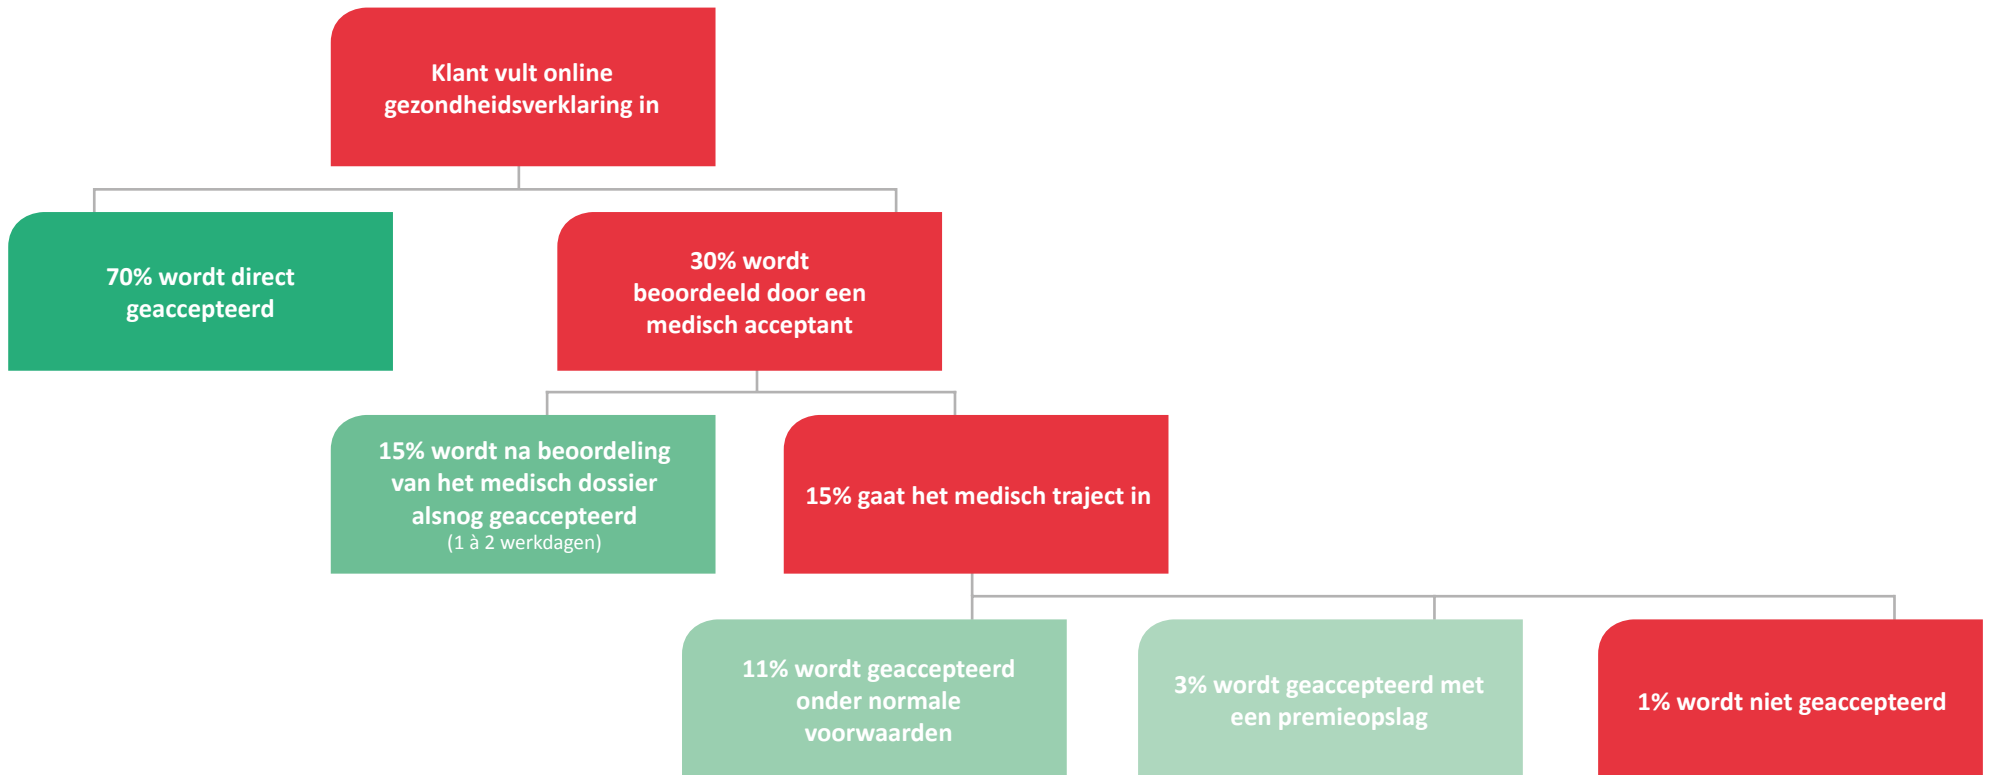 Klant vult online
gezondheidsverklaring in
70% wordt direct
geaccepteerd
30% wordt
beoordeeld door een
medisch acceptant
15% wordt na beoordeling
van het medisch dossier
alsnog geaccepteerd
(1 à 2 werkdagen)
15% gaat het medisch traject in
11% wordt geaccepteerd
onder normale
voorwaarden
3% wordt geaccepteerd met
een premieopslag
1% wordt niet geaccepteerd